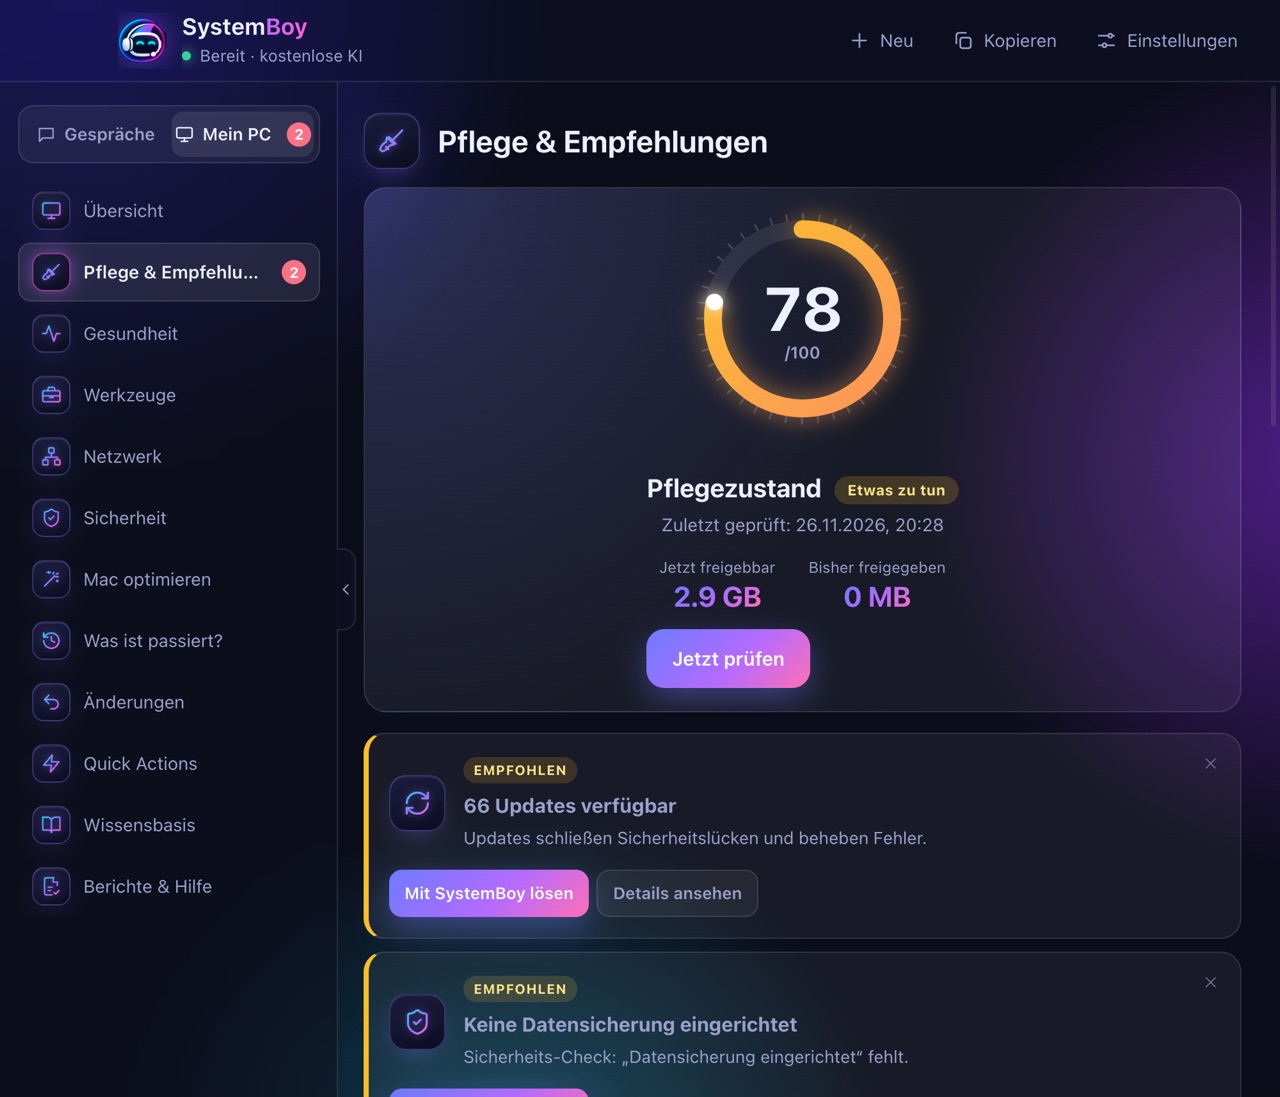 SystemBoy
Bereit · kostenlose KI
Neu
Kopieren
Einstellungen
Gespräche
Mein PC
2
Übersicht
Pflege & Empfehlu...
2
Gesundheit
Werkzeuge
Netzwerk
Sicherheit
Mac optimieren
Was ist passiert?
Änderungen
Quick Actions
Wissensbasis
Berichte & Hilfe
Pflege & Empfehlungen
78
/100
Pflegezustand
Etwas zu tun
Zuletzt geprüft: 26.11.2026, 20:28
Jetzt freigebbar
Bisher freigegeben
2.9 GB
0 MB
Jetzt prüfen
EMPFOHLEN
66 Updates verfügbar
Updates schließen Sicherheitslücken und beheben Fehler.
Mit SystemBoy lösen
Details ansehen
EMPFOHLEN
Keine Datensicherung eingerichtet
Sicherheits-Check: „Datensicherung eingerichtet“ fehlt.